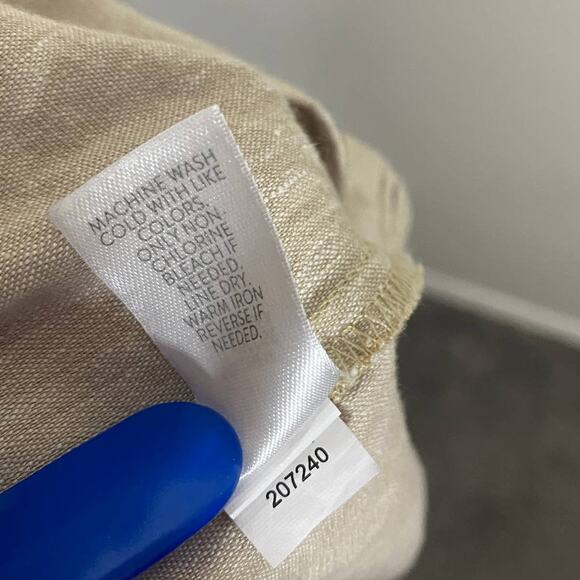 MACHINE WASH
COLD WITH LIKE
COLORS.
ONLY NON.
CHLORINE
BLEACH IF
NEEDED.
LINE DRY.
WARM IRON
REVERSE IF
NEEDED.
207240